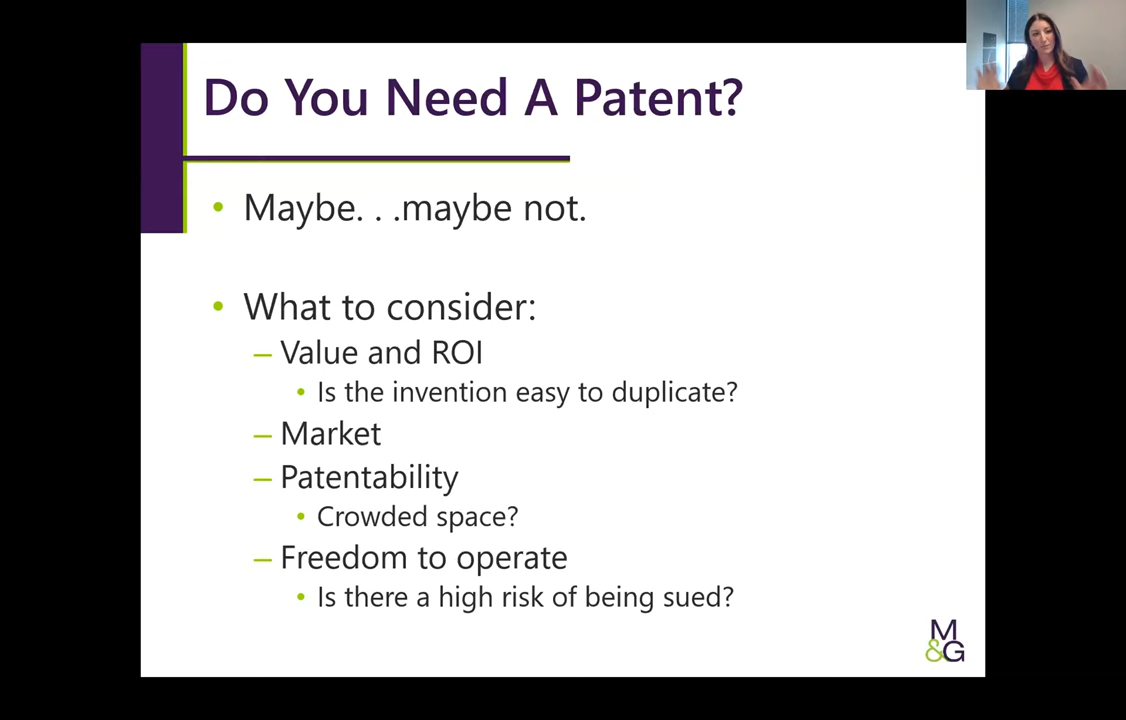 Do You Need A Patent?
• Maybe. . .maybe not.
• What to consider:
– Value and ROI
• Is the invention easy to duplicate?
– Market
– Patentability
• Crowded space?
– Freedom to operate
• Is there a high risk of being sued?
M
&G